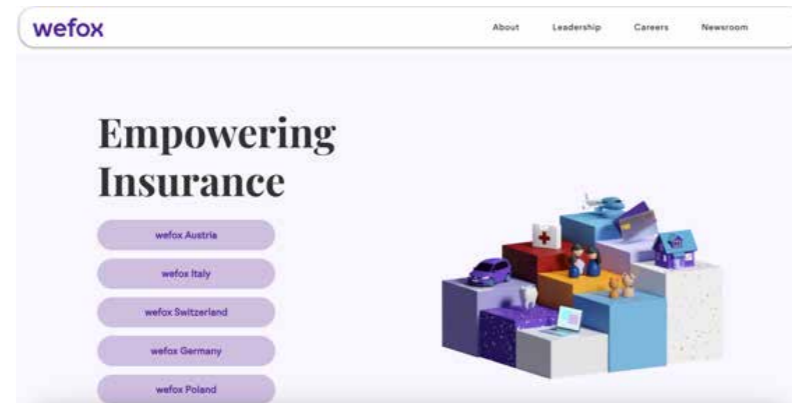 wefox
About Leadership Careers Newsroom
Empowering
Insurance
wefox Austria
wefox Italy
wefox Switzerland
wefox Germany
wefox Poland